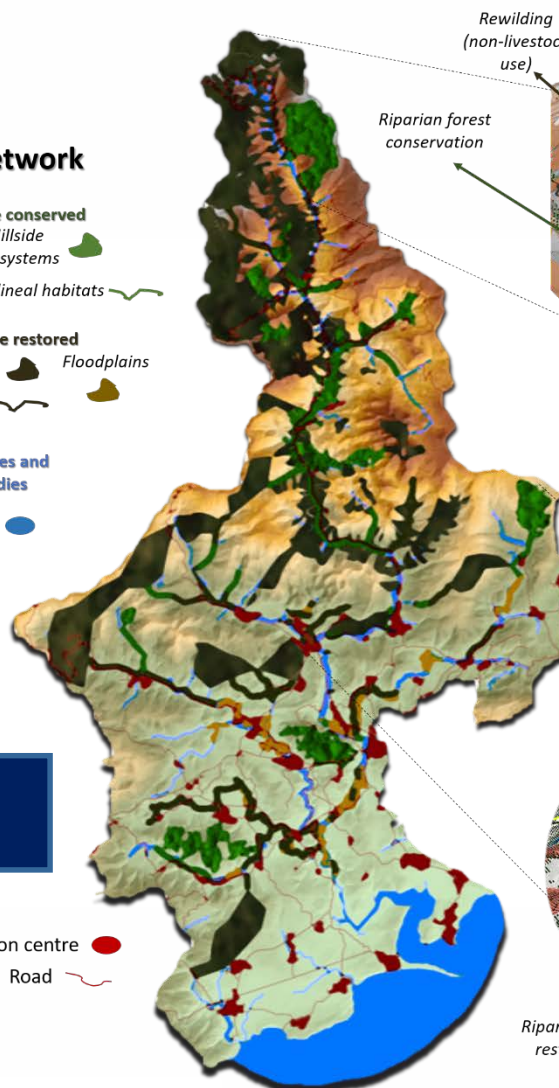 Rewilding
(non-livestoc
use)
Riparian forest
conservation
etwork
e conserved
illside
systems
lineal habitats
e restored
Floodplains
es and
dies
on centre
Road
Ripar
rest